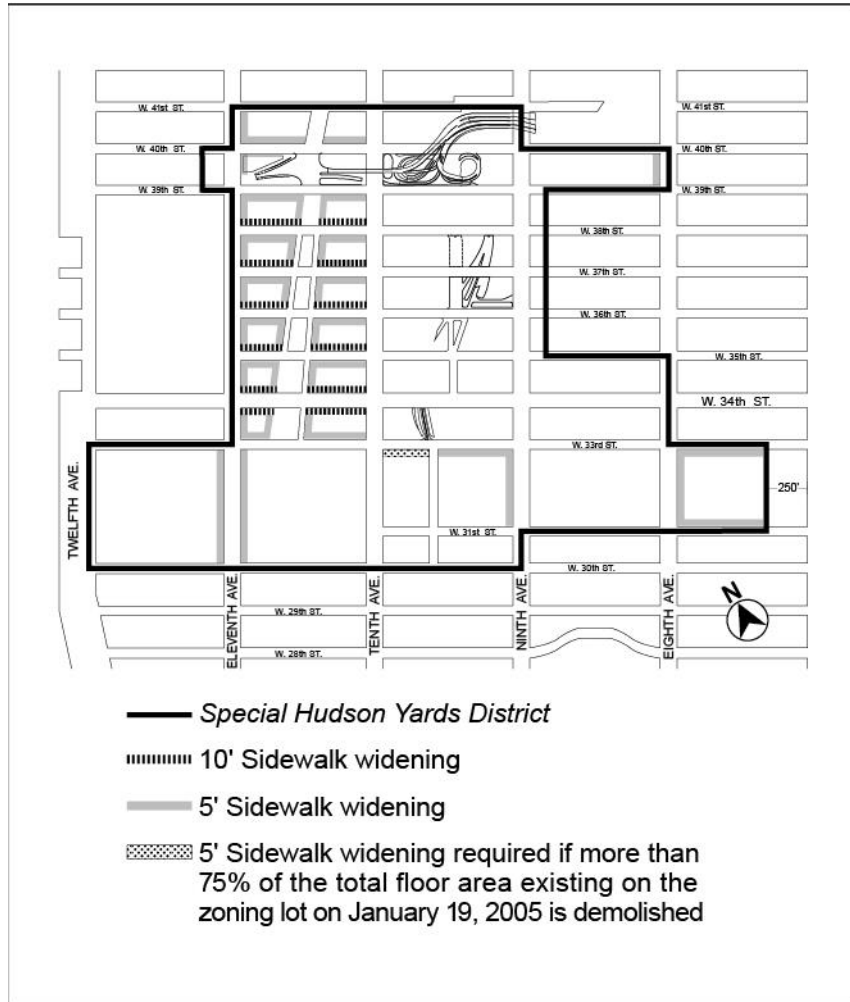 W. 41st ST.
W. 41st ST.
W. 40th ST.
W. 40th ST.
W. 39th ST.
W. 39th ST.
W. 38th ST.
W. 37th ST.
W. 36th ST.
W. 35th ST.
W. 34th ST.
W. 33rd ST.
250'
W. 31st ST.
W. 30th ST.
TWELFTH AVE.
ELEVENTH AVE.
TENTH AVE.
NINTH AVE.
EIGHTH AVE.
N
W. 29th ST.
W. 28th ST.
Special Hudson Yards District
10' Sidewalk widening
5' Sidewalk widening
5' Sidewalk widening required if more than
75% of the total floor area existing on the
zoning lot on January 19, 2005 is demolished